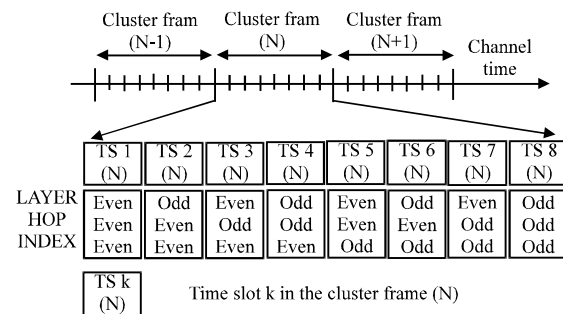 Cluster fram Cluster fram Cluster fram
(N-1) (N) (N+1) Channel
time
TS 1 TS 2 TS 3 TS 4 TS 5 TS 6 TS 7 TS 8
(N) (N) (N) (N) (N) (N) (N) (N)
LAYER Even Odd Even Odd Even Odd Even Odd
HOP Even Even Odd Odd Even Even Odd Odd
INDEX Even Even Even Even Odd Odd Odd Odd
TS k
(N) Time slot k in the cluster frame (N)